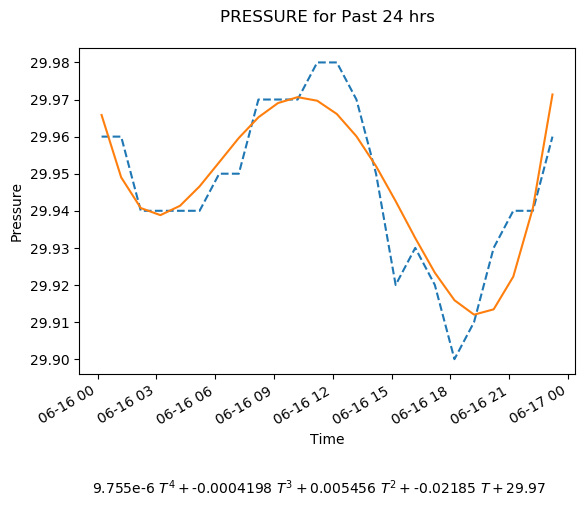 PRESSURE for Past 24 hrs
29.98
29.97
29.96
29.95
29.94
29.93
29.92
29.91
29.90
Pressure
06-16 00 06-16 03 06-16 06 06-16 09 06-16 12 06-16 15 06-16 18 06-16 21 06-17 00
Time
9.755e-6 T⁴ + -0.0004198 T³ + 0.005456 T² + -0.02185 T + 29.97